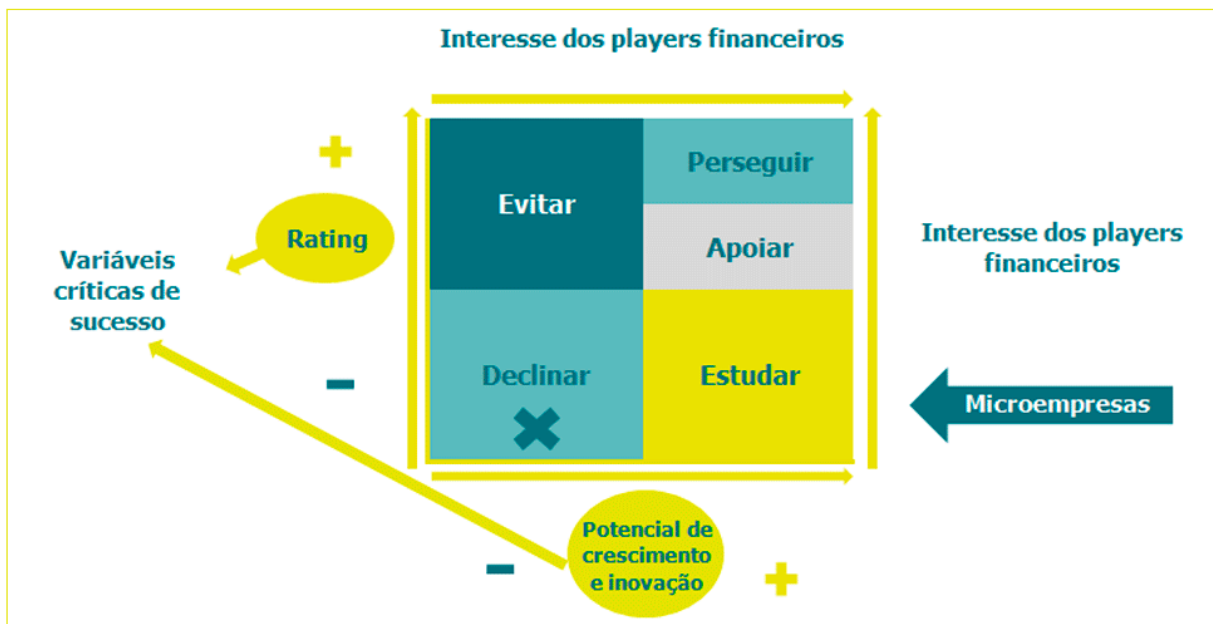 Interesse dos players financeiros
+
Perseguir
Evitar
Rating
Apoiar
Interesse dos players
financeiros
Variáveis
críticas de
sucesso
-
Declinar
Estudar
Microempresas
Potencial de
crescimento
e inovação
-
+